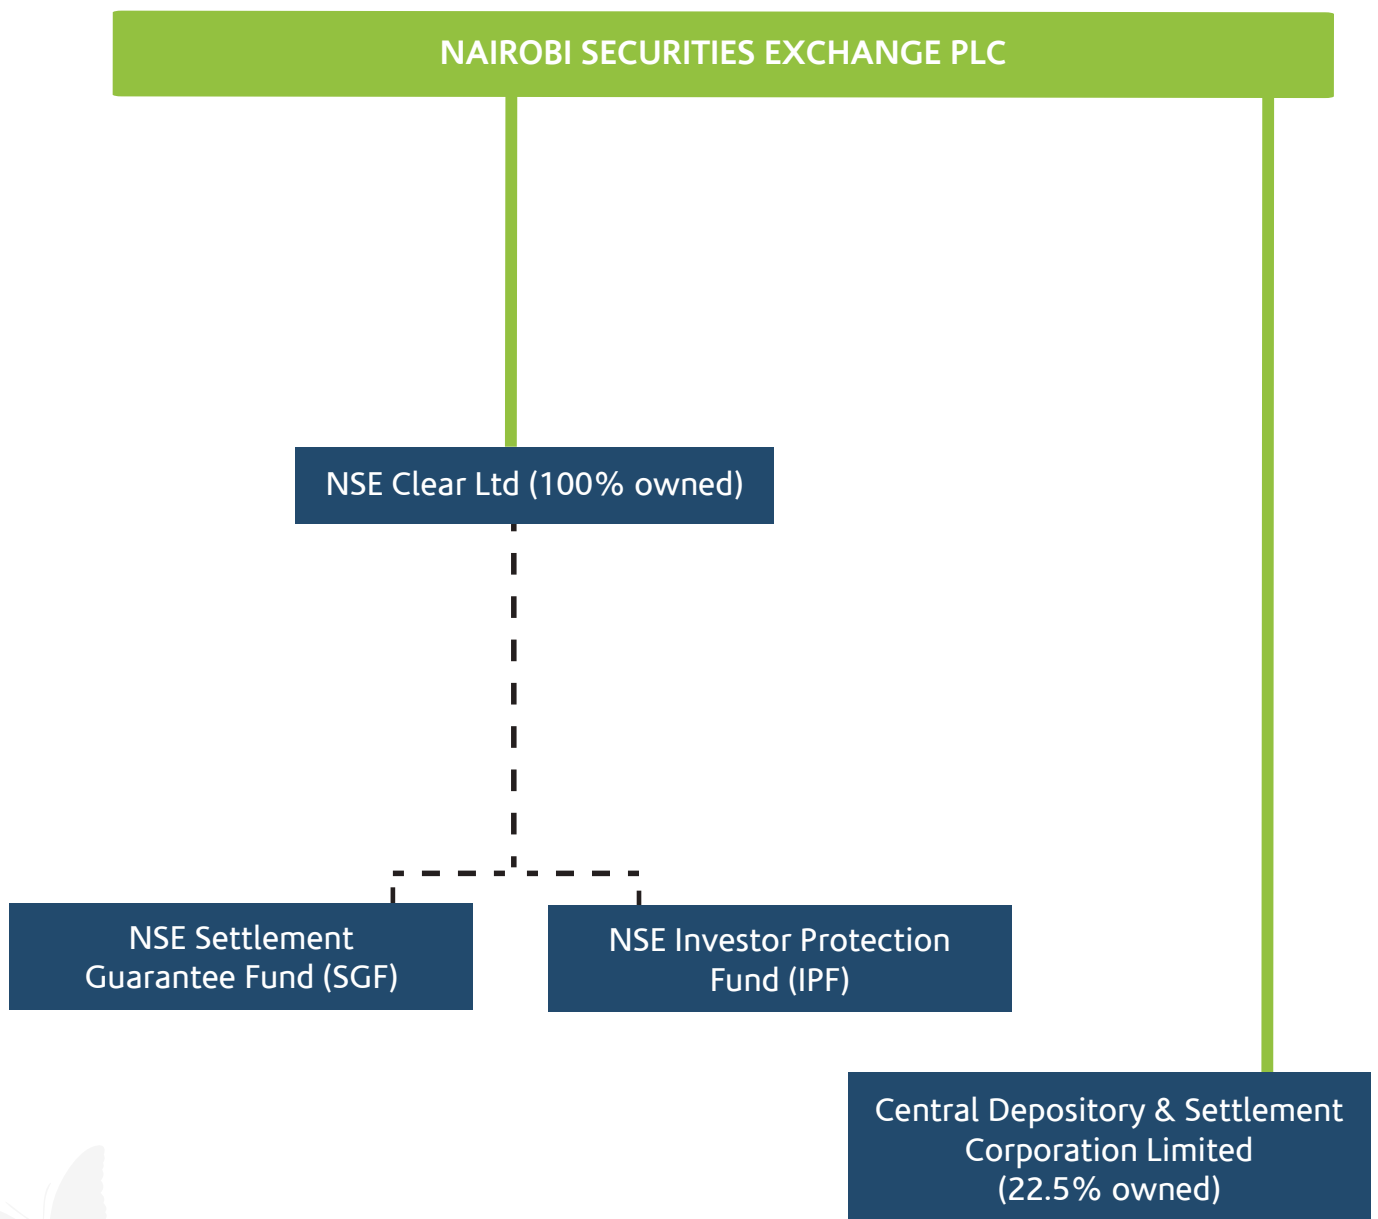 NAIROBI SECURITIES EXCHANGE PLC
NSE Clear Ltd (100% owned)
NSE Settlement
Guarantee Fund (SGF)
NSE Investor Protection
Fund (IPF)
Central Depository & Settlement
Corporation Limited
(22.5% owned)